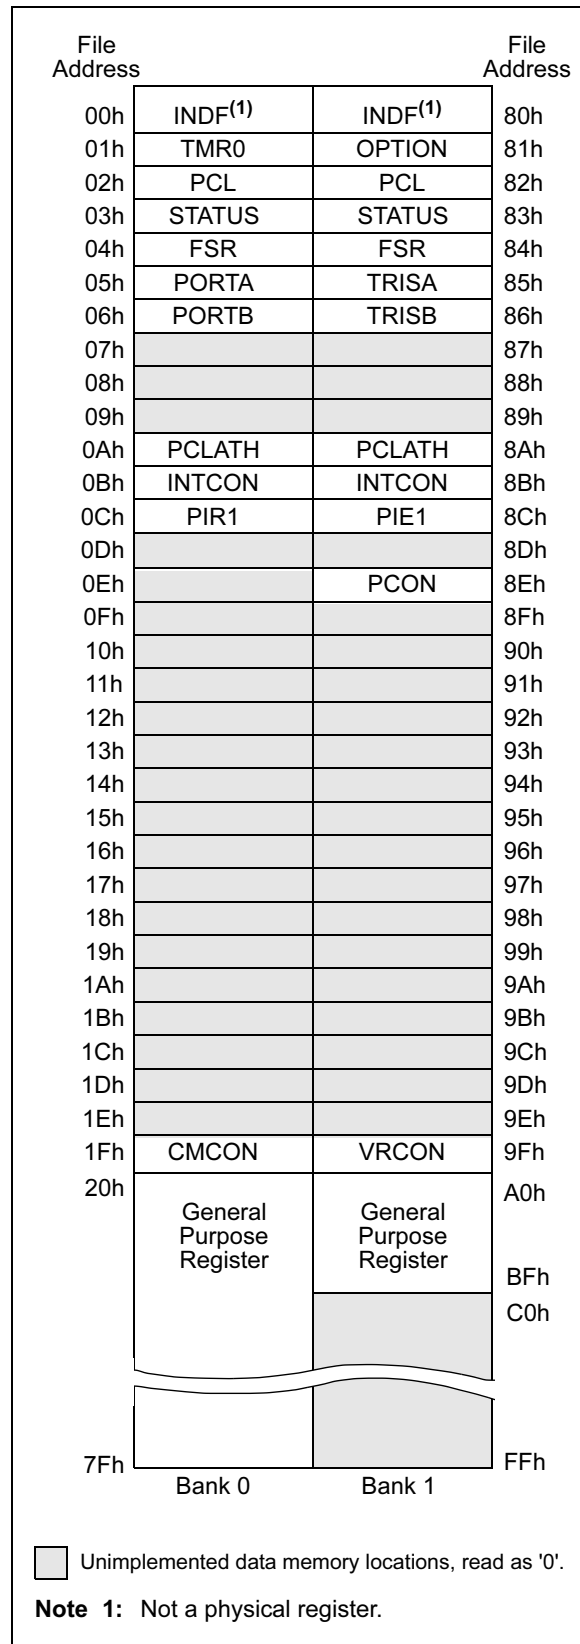 File
Address
File
Address
00h INDF(1) INDF(1) 80h
01h TMR0 OPTION 81h
02h PCL PCL 82h
03h STATUS STATUS 83h
04h FSR FSR 84h
05h PORTA TRISA 85h
06h PORTB TRISB 86h
07h 87h
08h 88h
09h 89h
0Ah PCLATH PCLATH 8Ah
0Bh INTCON INTCON 8Bh
0Ch PIR1 PIE1 8Ch
0Dh 8Dh
0Eh PCON 8Eh
0Fh 8Fh
10h 90h
11h 91h
12h 92h
13h 93h
14h 94h
15h 95h
16h 96h
17h 97h
18h 98h
19h 99h
1Ah 9Ah
1Bh 9Bh
1Ch 9Ch
1Dh 9Dh
1Eh 9Eh
1Fh CMCON VRCON 9Fh
20h A0h
General
Purpose
Register
General
Purpose
Register
BFh
C0h
7Fh FFh
Bank 0 Bank 1
Unimplemented data memory locations, read as '0'.
Note 1: Not a physical register.